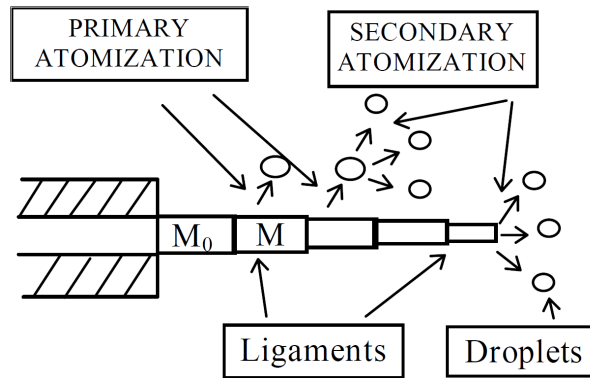 PRIMARY
ATOMIZATION
SECONDARY
ATOMIZATION
M₀
M
Ligaments
Droplets